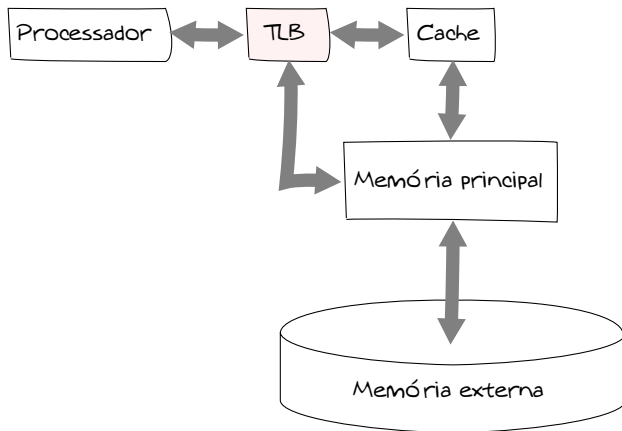 Processador
TLB
Cache
Memória principal
Memória externa